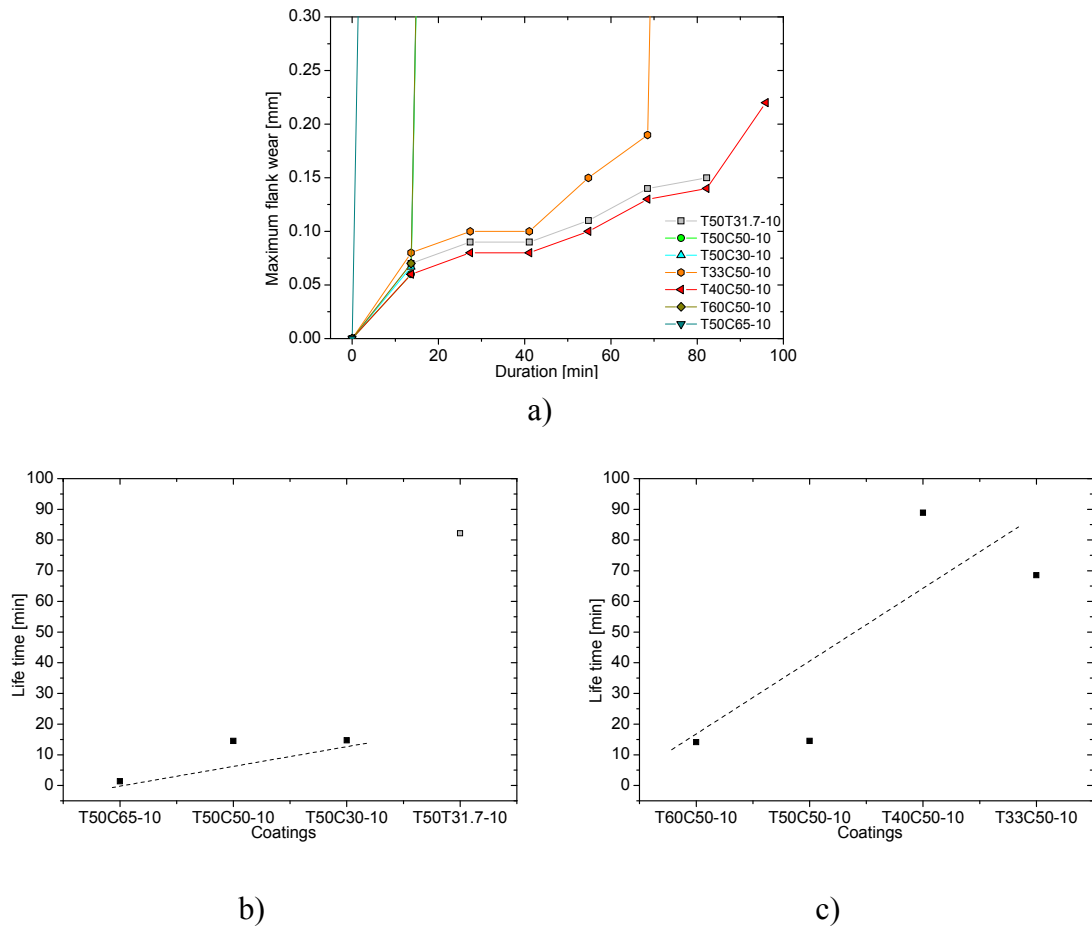 0.30
0.25
0.20
0.15
0.10
0.05
0.00
Maximum flank wear [mm]
0 20 40 60 80 100
Duration [min]
T50T31.7-10
T50C50-10
T50C30-10
T33C50-10
T40C50-10
T60C50-10
T50C65-10
a)
100
90
80
70
60
50
40
30
20
10
0
Life time [min]
T50C65-10 T50C50-10 T50C30-10 T50T31.7-10
Coatings
b)
100
90
80
70
60
50
40
30
20
10
0
Life time [min]
T60C50-10 T50C50-10 T40C50-10 T33C50-10
Coatings
c)